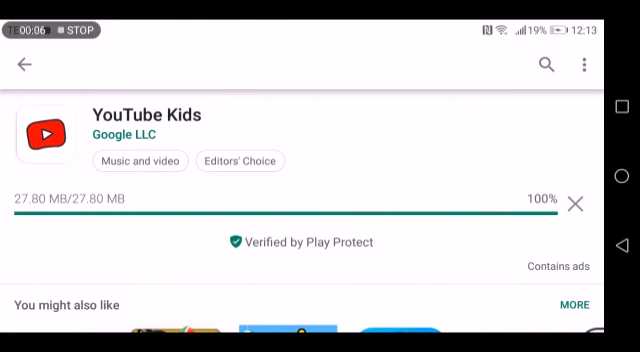 00:06 STOP 19% 12:13
YouTube Kids
Google LLC
Music and video Editors' Choice
27.80 MB/27.80 MB 100%
Verified by Play Protect
Contains ads
You might also like MORE